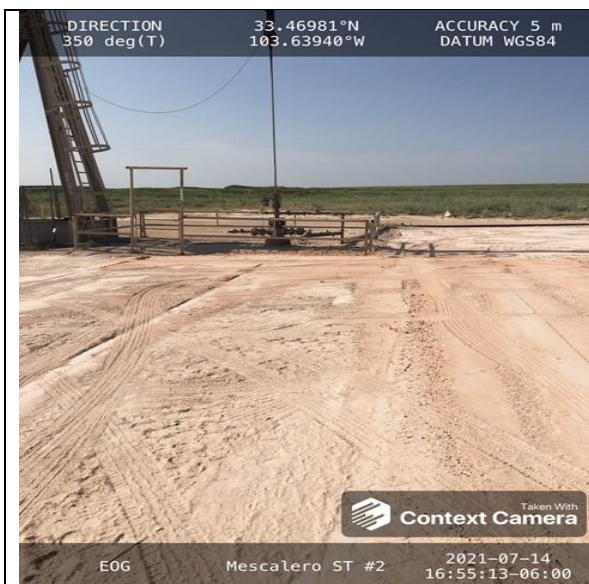 DIRECTION
350 deg(T)
33.46981°N
103.63940°W
ACCURACY 5 m
DATUM WGS84
Taken With
Context Camera
EOG
Mescalero ST #2
2021-07-14
16:55:13-06:00